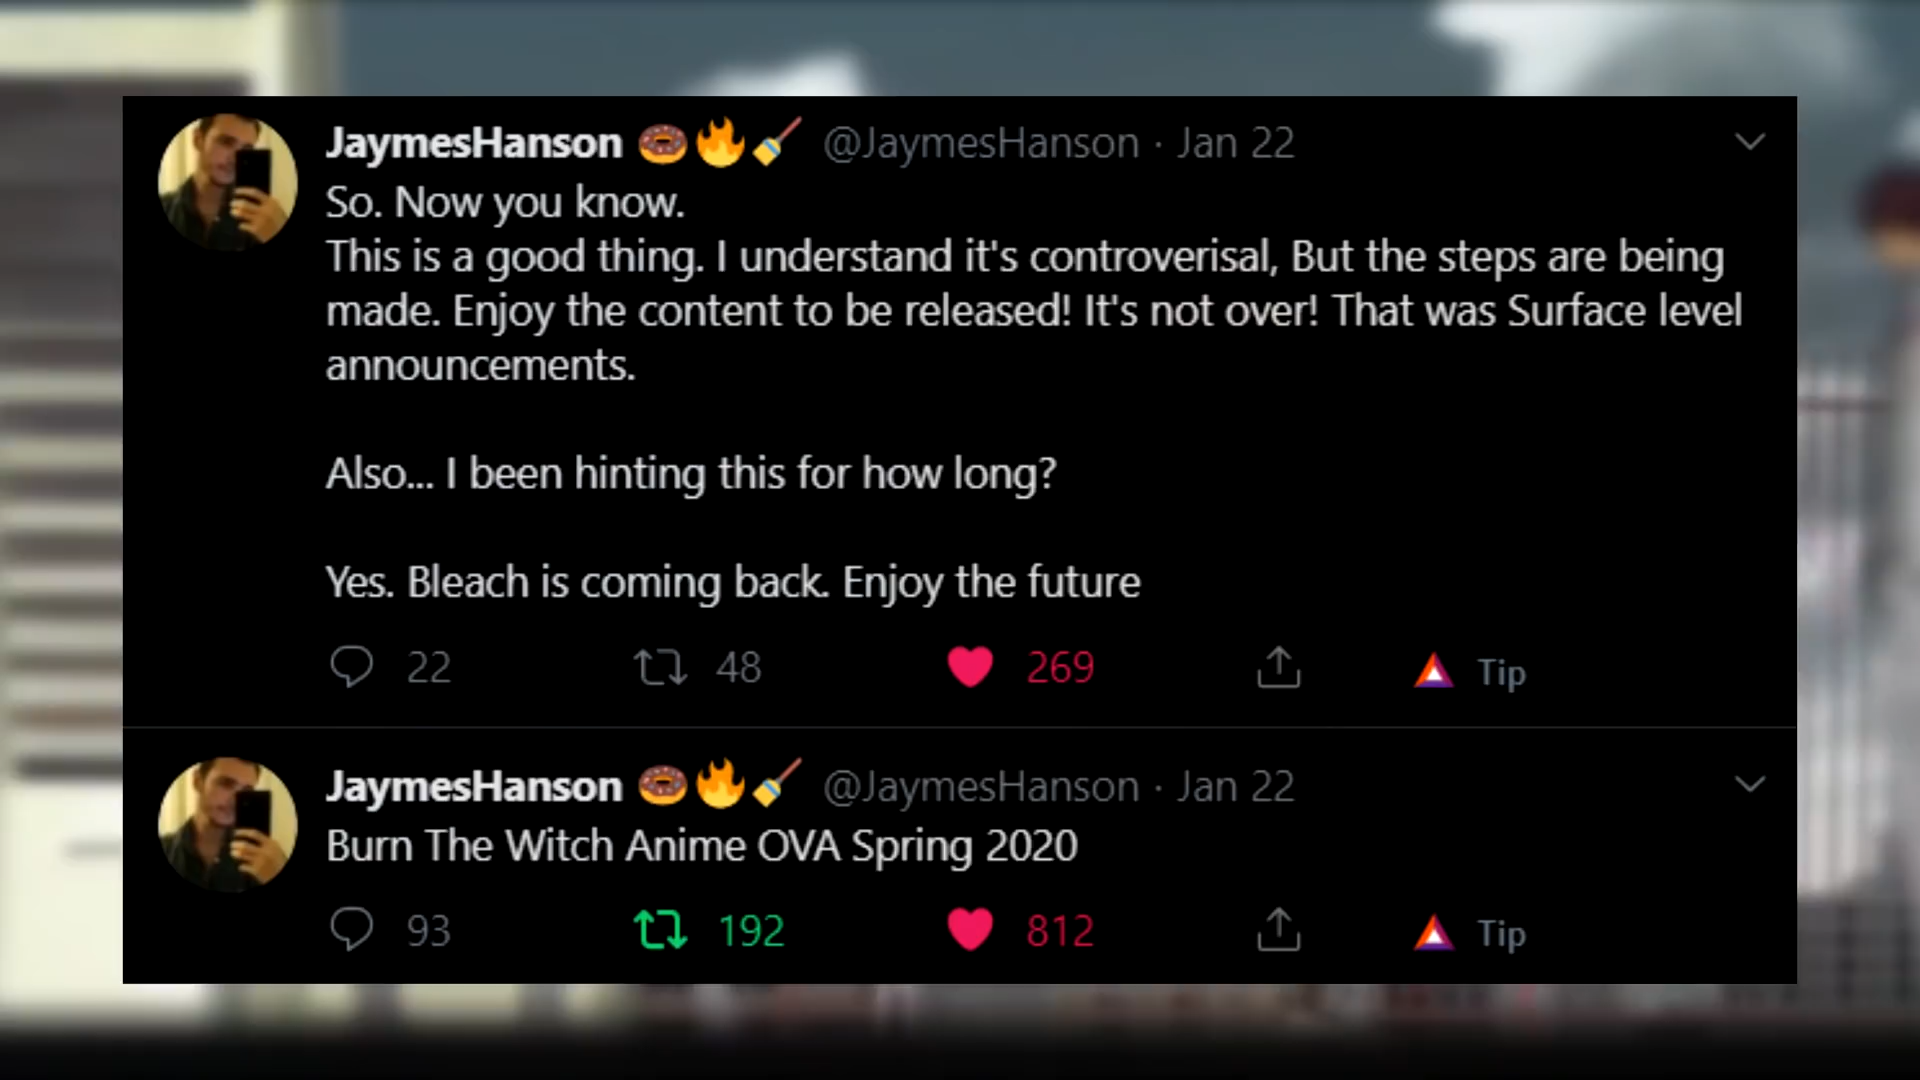 JaymesHanson 🍩🔥🧹 @JaymesHanson · Jan 22
So. Now you know.
This is a good thing. I understand it's controverisal, But the steps are being
made. Enjoy the content to be released! It's not over! That was Surface level
announcements.
Also... I been hinting this for how long?
Yes. Bleach is coming back. Enjoy the future
22 48 269 Tip
JaymesHanson 🍩🔥🧹 @JaymesHanson · Jan 22
Burn The Witch Anime OVA Spring 2020
93 192 812 Tip